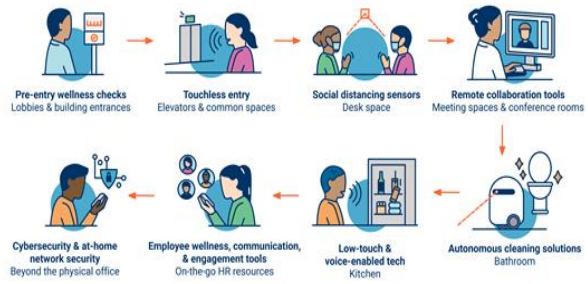 Pre-entry wellness checks
Lobbies & building entrances
Touchless entry
Elevators & common spaces
Social distancing sensors
Desk space
Remote collaboration tools
Meeting spaces & conference rooms
Cybersecurity & at-home
network security
Beyond the physical office
Employee wellness, communication,
& engagement tools
On-the-go HR resources
Low-touch &
voice-enabled tech
Kitchen
Autonomous cleaning solutions
Bathroom